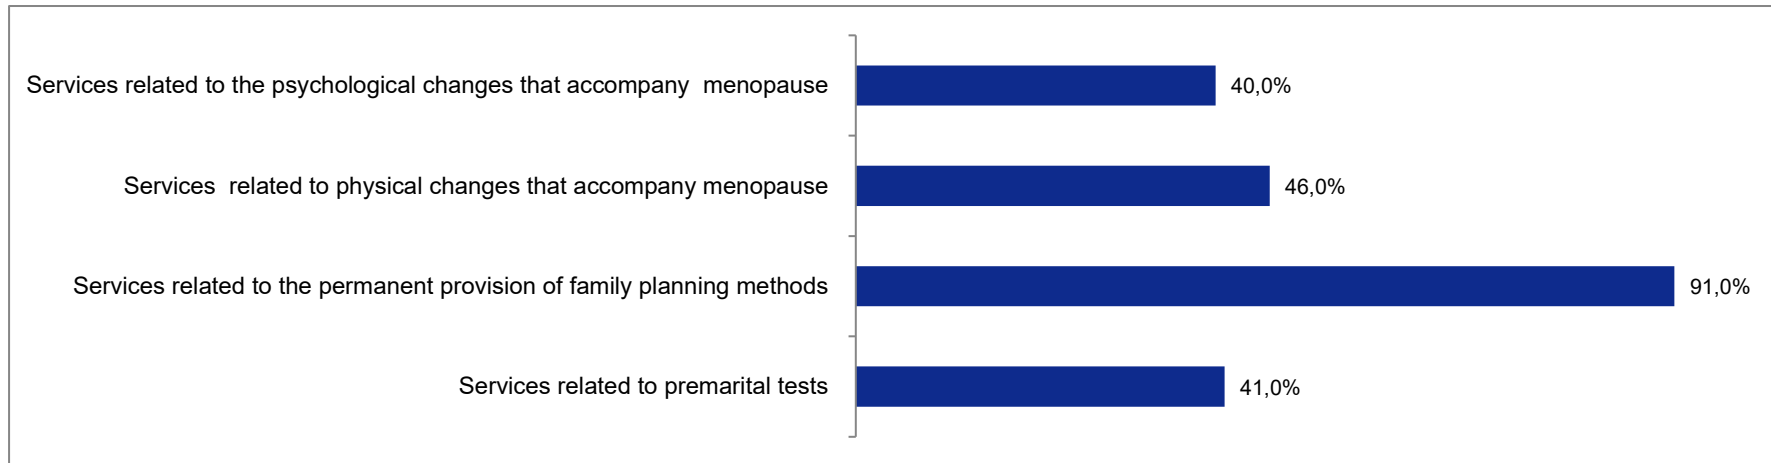 Services related to the psychological changes that accompany  menopause
40,0%
Services  related to physical changes that accompany menopause
46,0%
Services related to the permanent provision of family planning methods
91,0%
Services related to premarital tests
41,0%